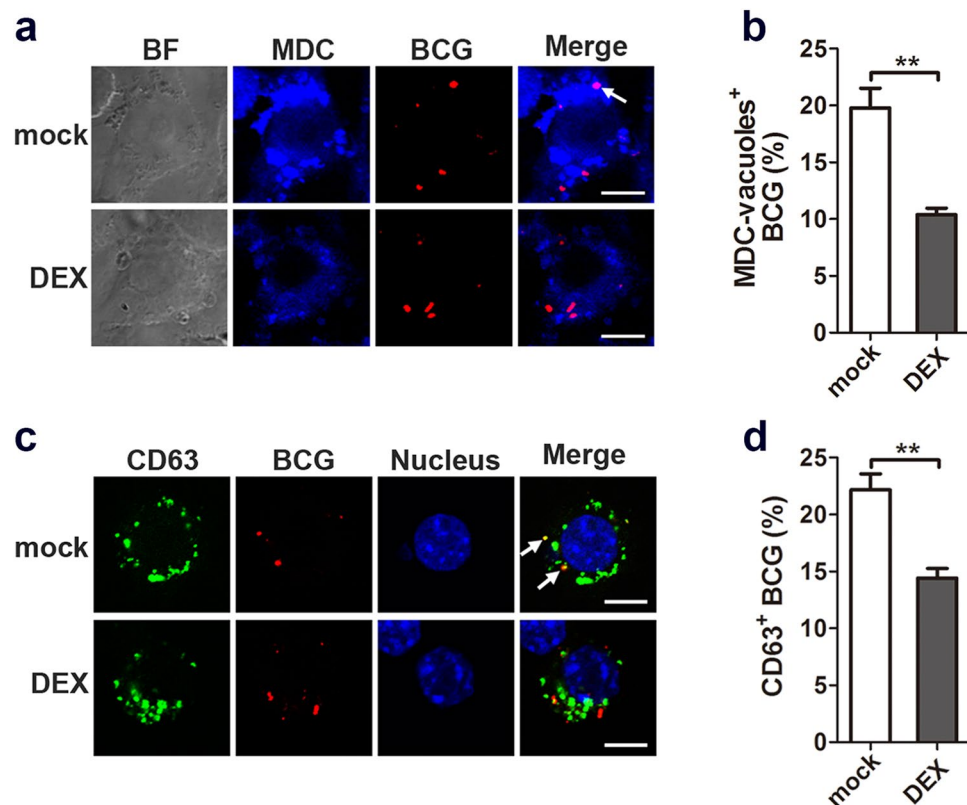 a
BF MDC BCG Merge
mock
DEX
b
MDC-vacuoles+
BCG (%)
25
20
15
10
5
0
**
mock DEX
c
CD63 BCG Nucleus Merge
mock
DEX
d
CD63+ BCG (%)
25
20
15
10
5
0
**
mock DEX